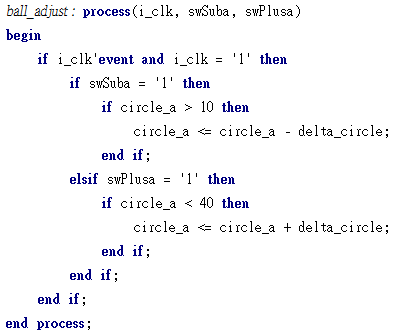 ball_adjust: process(i_clk, swSuba, swPlusa)
begin
    if i_clk'event and i_clk = '1' then
        if swSuba = '1' then
            if circle_a > 10 then
                circle_a <= circle_a - delta_circle;
            end if;
        elsif swPlusa = '1' then
            if circle_a < 40 then
                circle_a <= circle_a + delta_circle;
            end if;
        end if;
    end if;
end process;